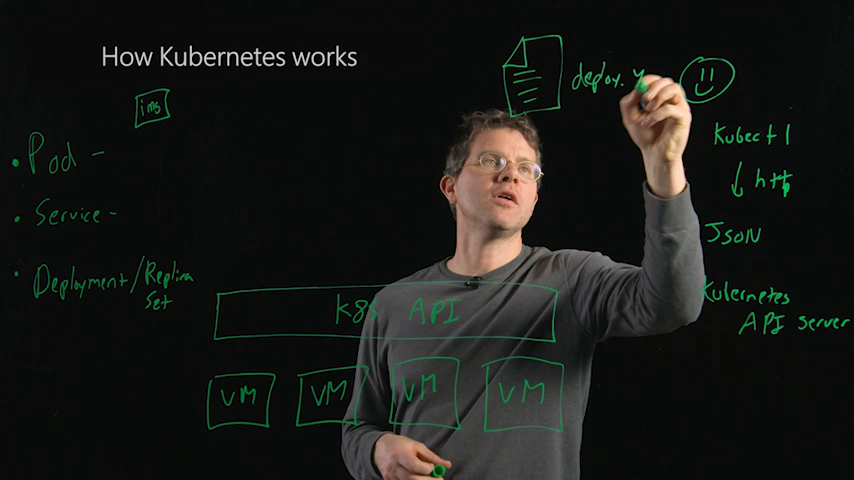 How Kubernetes works
img
• Pod -
• Service -
• Deployment/Replica
Set
deploy. y
Kubectl
http
JSON
Kubernetes
API server
K8s API
VM VM VM VM